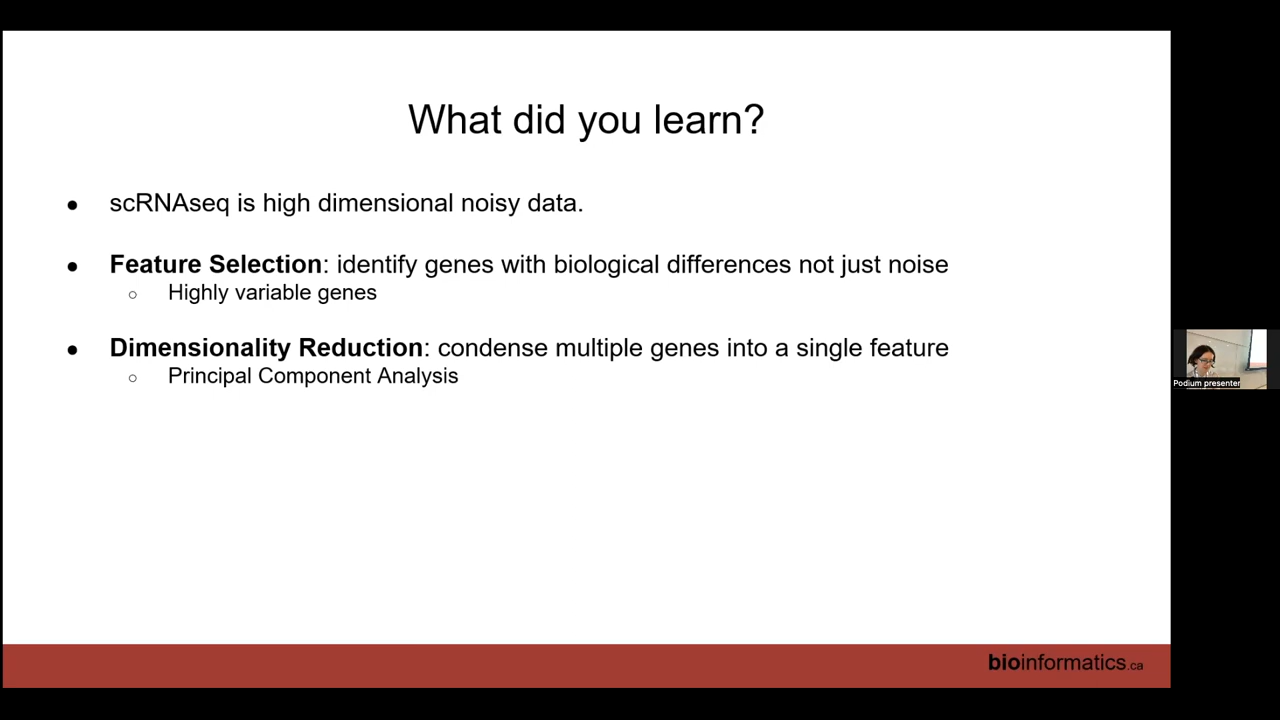 What did you learn?
● scRNAseq is high dimensional noisy data.
● Feature Selection: identify genes with biological differences not just noise
○ Highly variable genes
● Dimensionality Reduction: condense multiple genes into a single feature
○ Principal Component Analysis
Podium presenter
bioinformatics.ca